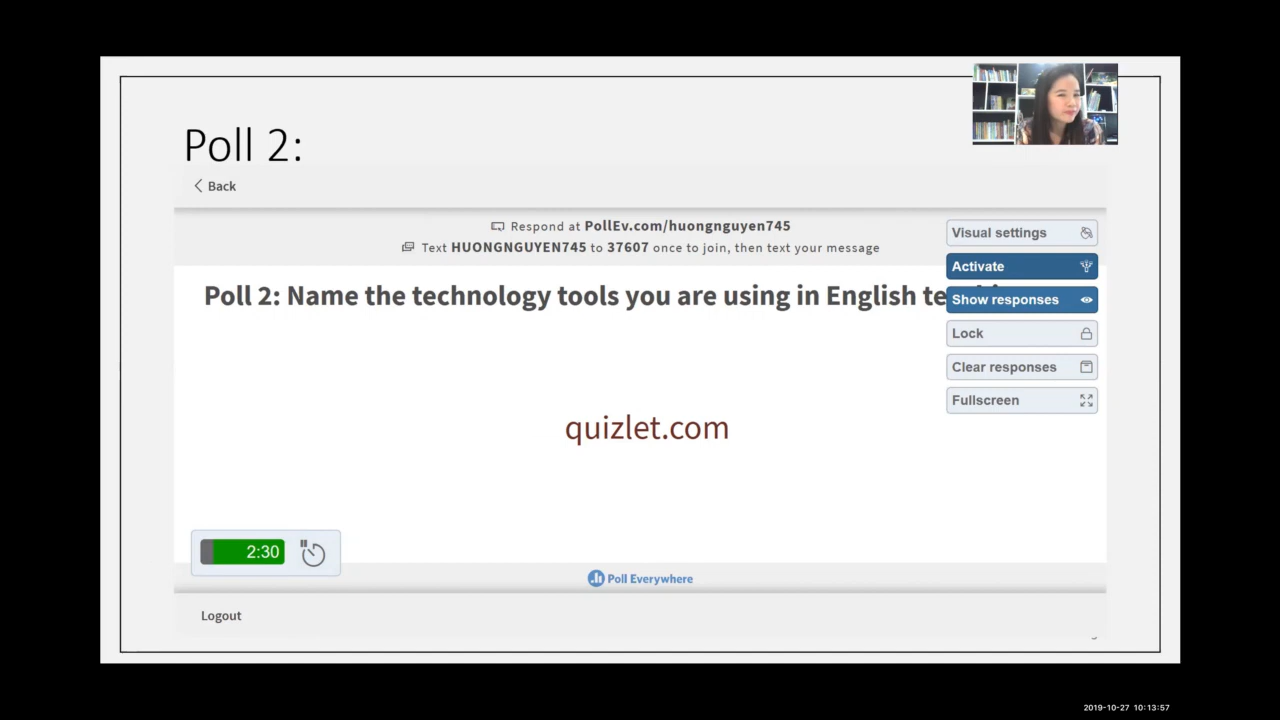 Poll 2:
Back
Respond at PollEv.com/huongnguyen745
Text HUONGNGUYEN745 to 37607 once to join, then text your message
Visual settings
Activate
Poll 2: Name the technology tools you are using in English
Show responses
Lock
Clear responses
Fullscreen
quizlet.com
2:30
Poll Everywhere
Logout
2019-10-27 10:13:57